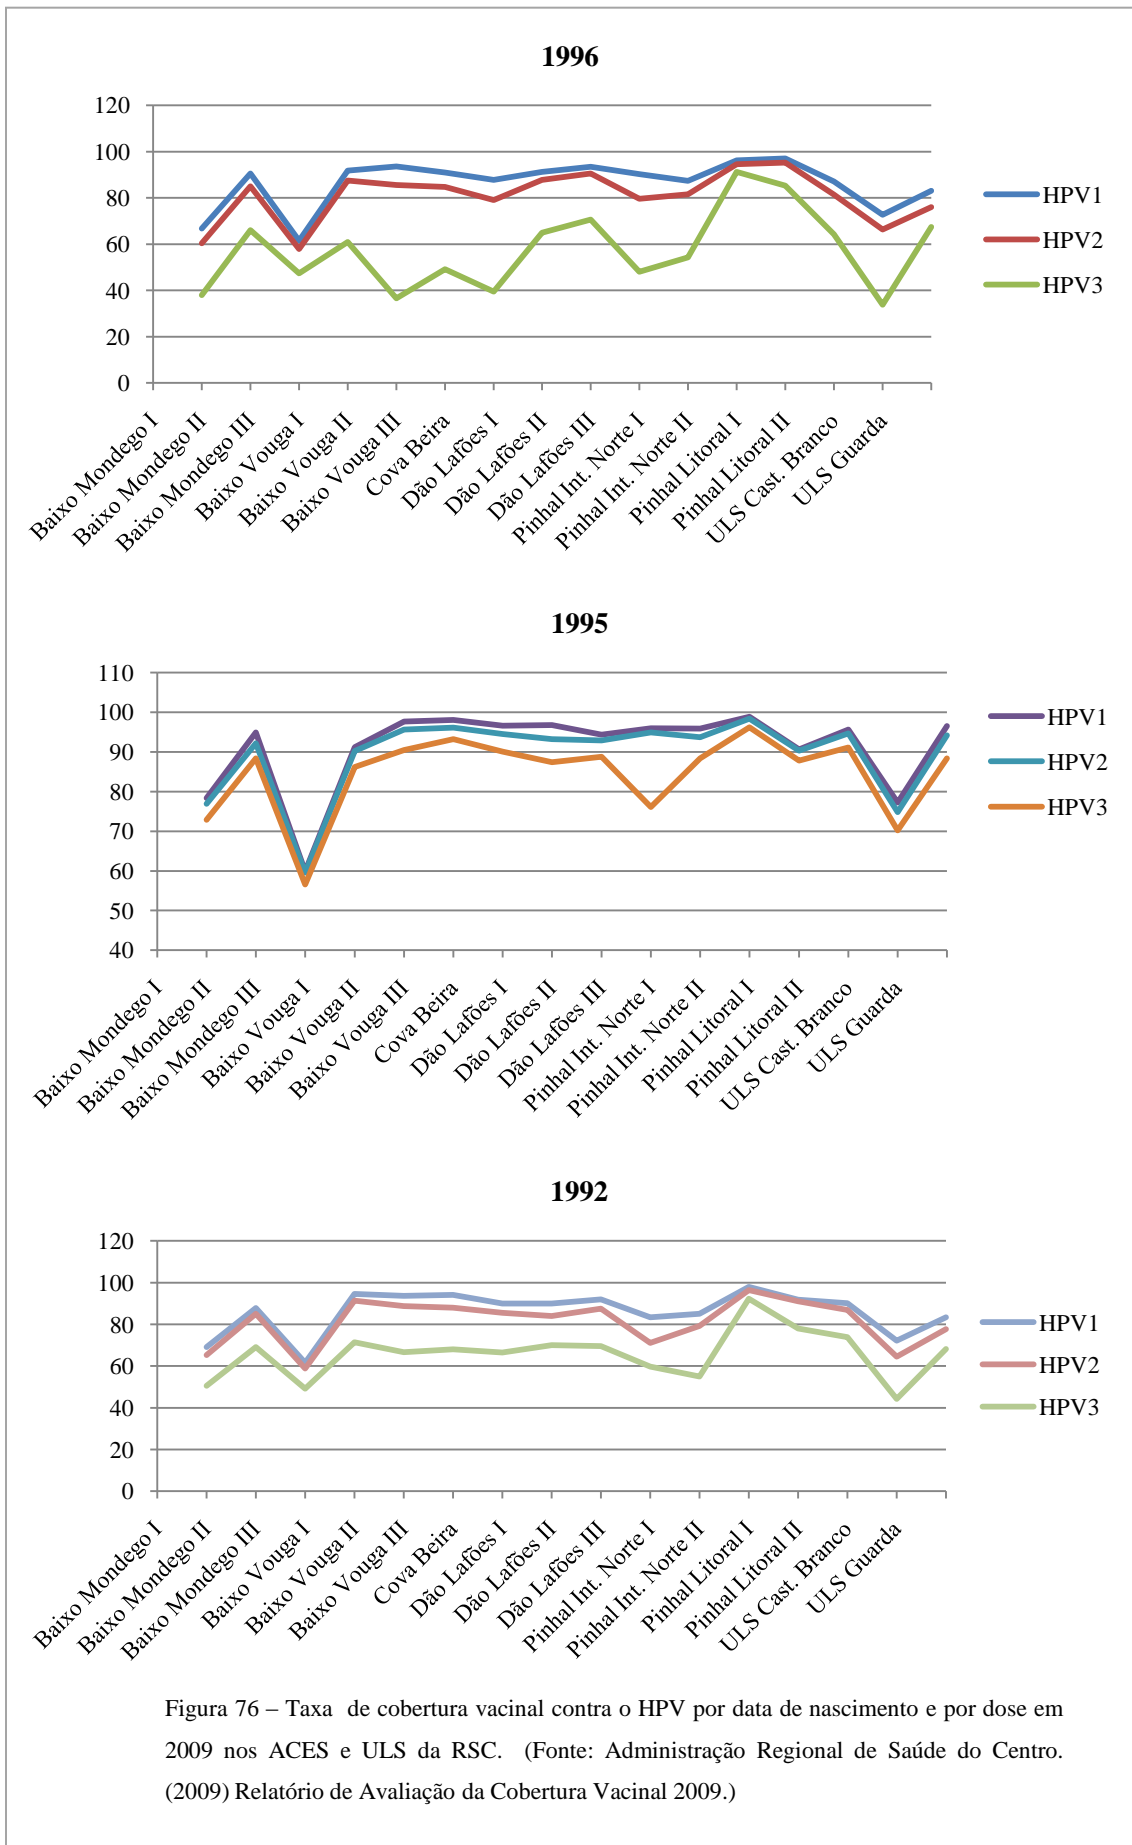 1996
120
100
80
60
40
20
0
HPV1
HPV2
HPV3
Baixo Mondego I
Baixo Mondego II
Baixo Mondego III
Baixo Vouga I
Baixo Vouga II
Baixo Vouga III
Cova Beira
Dão Lafões I
Dão Lafões II
Dão Lafões III
Pinhal Int. Norte I
Pinhal Int. Norte II
Pinhal Litoral I
Pinhal Litoral II
ULS Cast. Branco
ULS Guarda
1995
110
100
90
80
70
60
50
40
HPV1
HPV2
HPV3
Baixo Mondego I
Baixo Mondego II
Baixo Mondego III
Baixo Vouga I
Baixo Vouga II
Baixo Vouga III
Cova Beira
Dão Lafões I
Dão Lafões II
Dão Lafões III
Pinhal Int. Norte I
Pinhal Int. Norte II
Pinhal Litoral I
Pinhal Litoral II
ULS Cast. Branco
ULS Guarda
1992
120
100
80
60
40
20
0
HPV1
HPV2
HPV3
Baixo Mondego I
Baixo Mondego II
Baixo Mondego III
Baixo Vouga I
Baixo Vouga II
Baixo Vouga III
Cova Beira
Dão Lafões I
Dão Lafões II
Dão Lafões III
Pinhal Int. Norte I
Pinhal Int. Norte II
Pinhal Litoral I
Pinhal Litoral II
ULS Cast. Branco
ULS Guarda
Figura 76 – Taxa de cobertura vacinal contra o HPV por data de nascimento e por dose em
2009 nos ACES e ULS da RSC. (Fonte: Administração Regional de Saúde do Centro.
(2009) Relatório de Avaliação da Cobertura Vacinal 2009.)